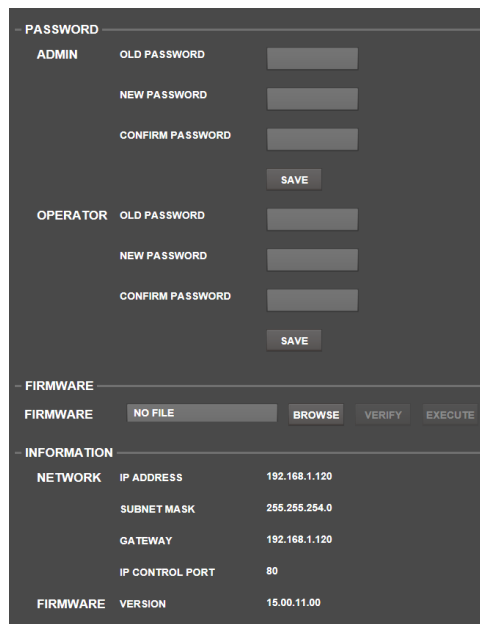 PASSWORD
ADMIN OLD PASSWORD
NEW PASSWORD
CONFIRM PASSWORD
SAVE
OPERATOR OLD PASSWORD
NEW PASSWORD
CONFIRM PASSWORD
SAVE
FIRMWARE
FIRMWARE NO FILE BROWSE VERIFY EXECUTE
INFORMATION
NETWORK IP ADDRESS 192.168.1.120
SUBNET MASK 255.255.254.0
GATEWAY 192.168.1.120
IP CONTROL PORT 80
FIRMWARE VERSION 15.00.11.00